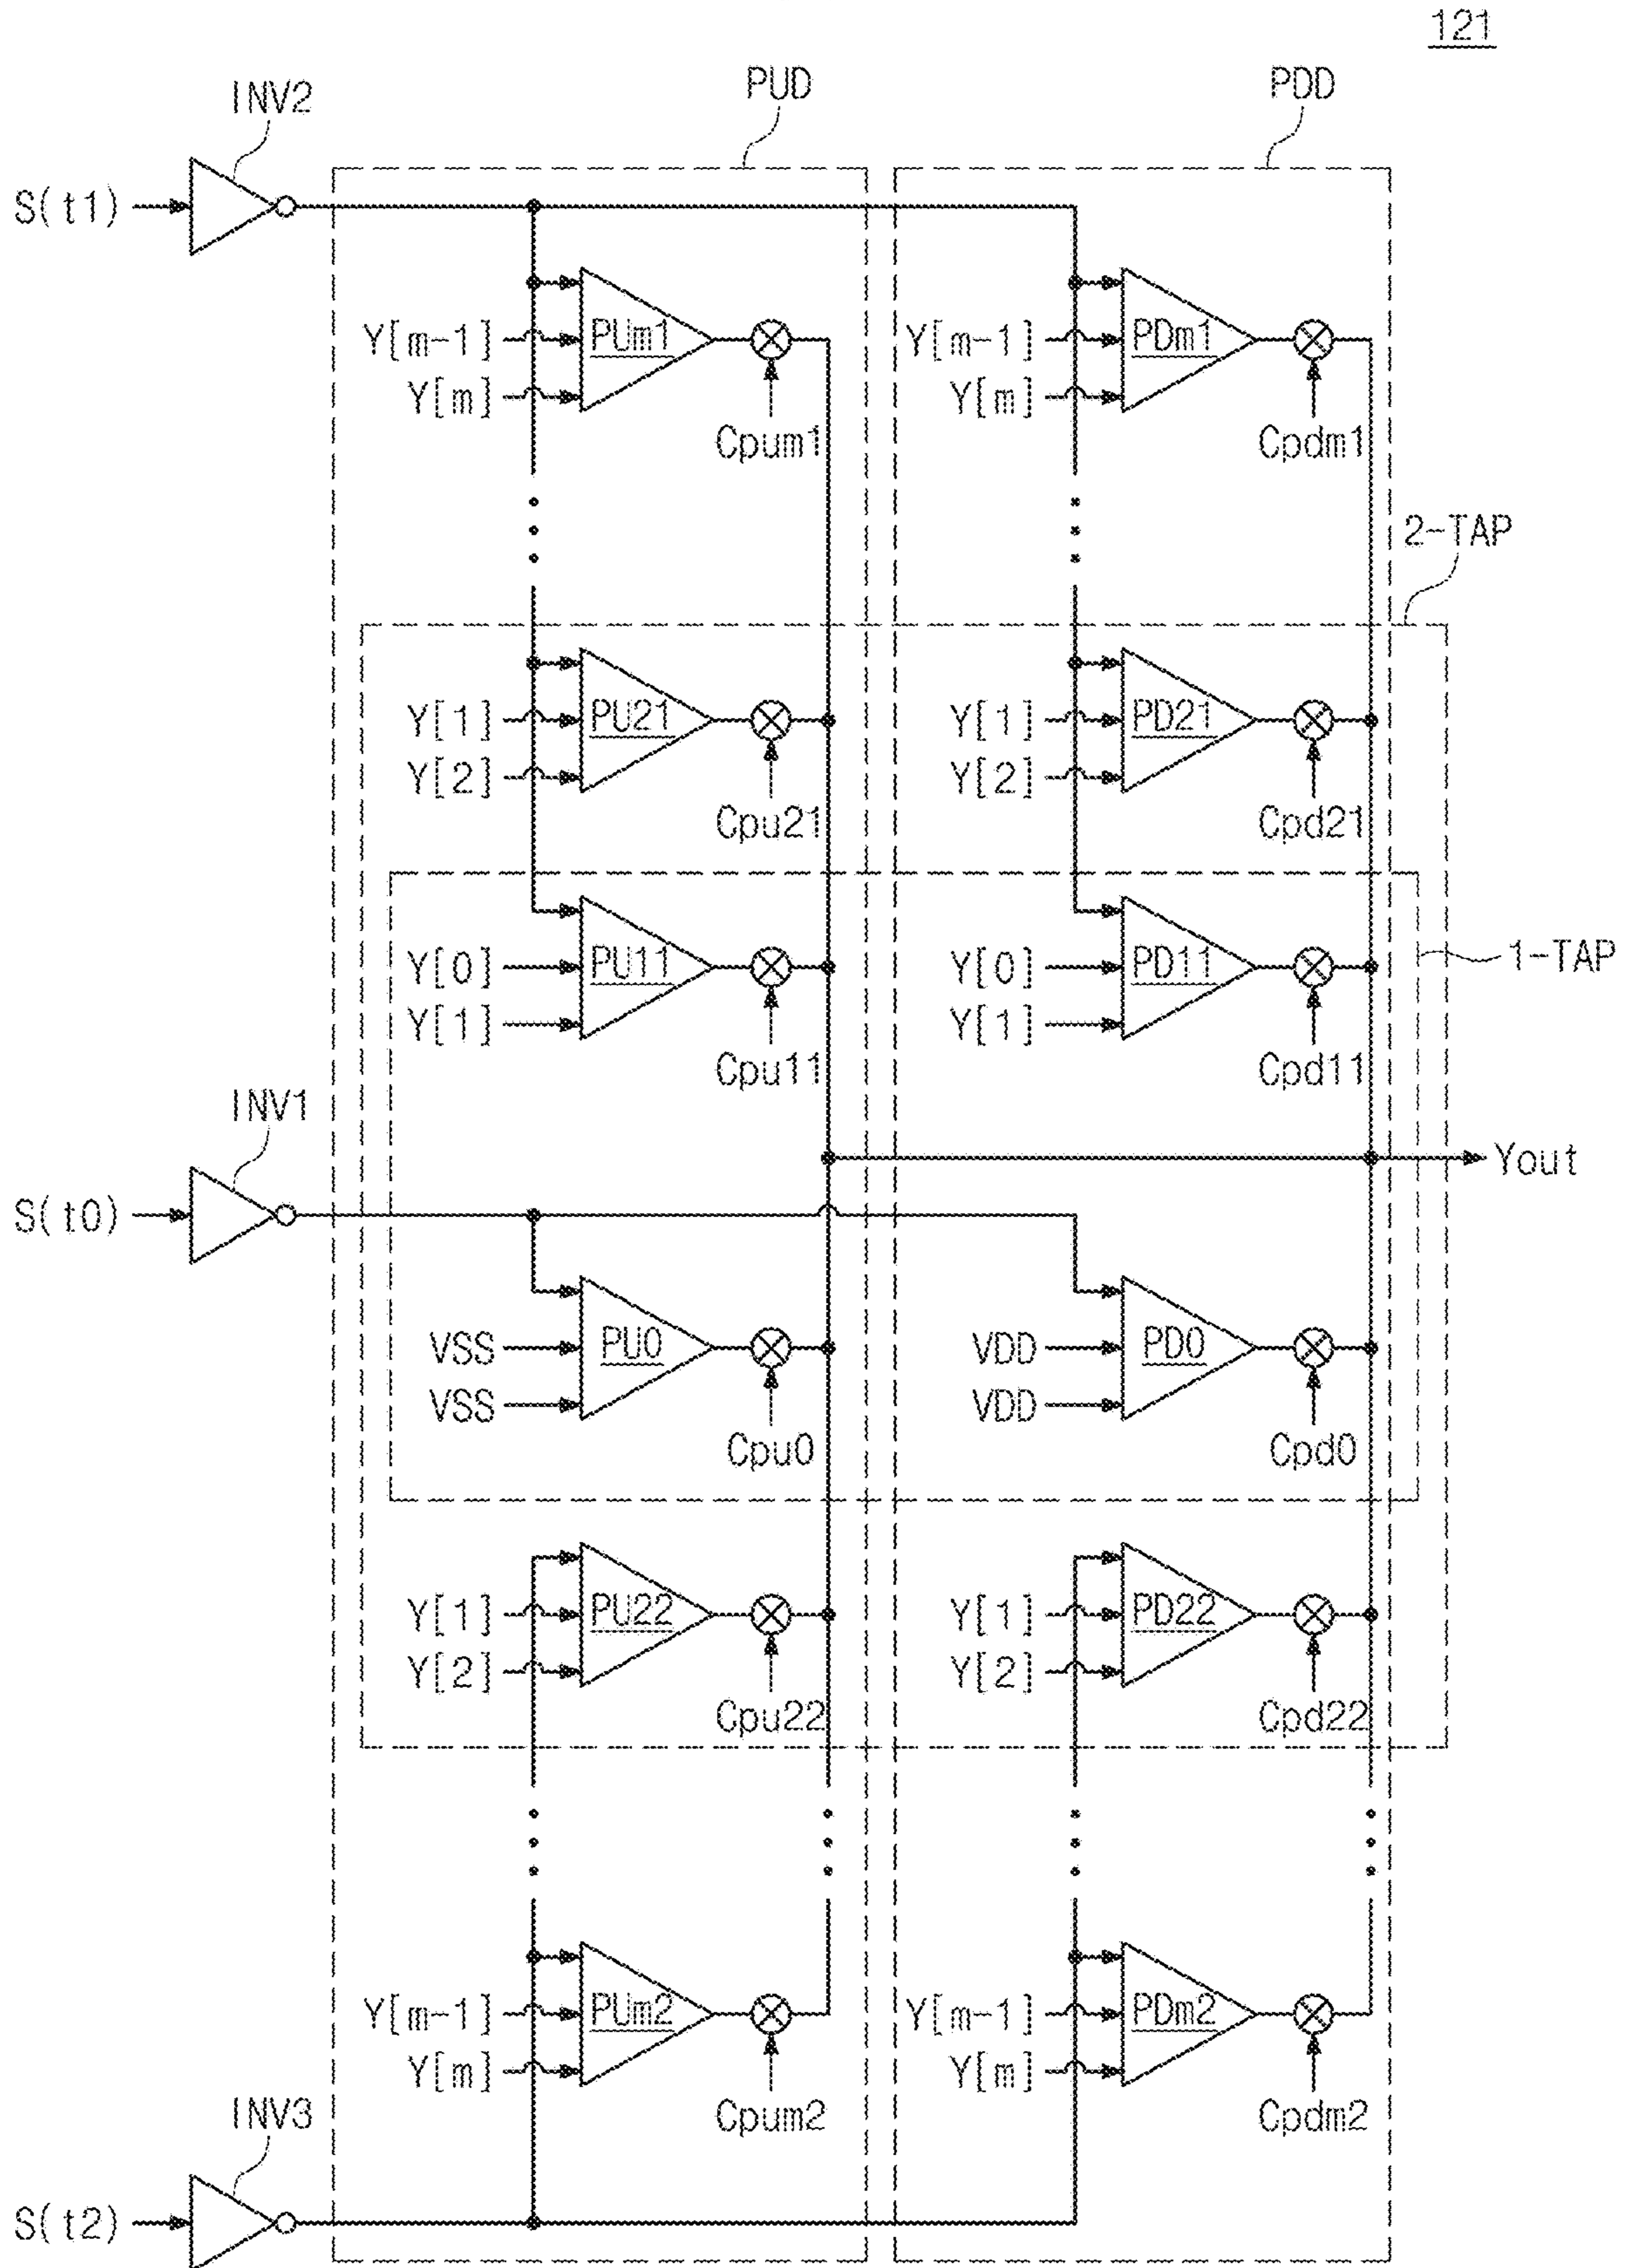 121
PUD
PDD
INV2
S(t1)
Y[m-1]
PUm1
Y[m-1]
PDm1
Y[m]
Y[m]
Cpum1
Cpdm1
2-TAP
Y[1]
PU21
Y[1]
PD21
Y[2]
Y[2]
Cpu21
Cpd21
Y[0]
PU11
Y[0]
PD11
1-TAP
Y[1]
Y[1]
Cpu11
Cpd11
INV1
Yout
S(t0)
VSS
PU0
VDD
PD0
VSS
VDD
Cpu0
Cpd0
Y[1]
PU22
Y[1]
PD22
Y[2]
Y[2]
Cpu22
Cpd22
Y[m-1]
PUm2
Y[m-1]
PDm2
Y[m]
Y[m]
Cpum2
Cpdm2
INV3
S(t2)